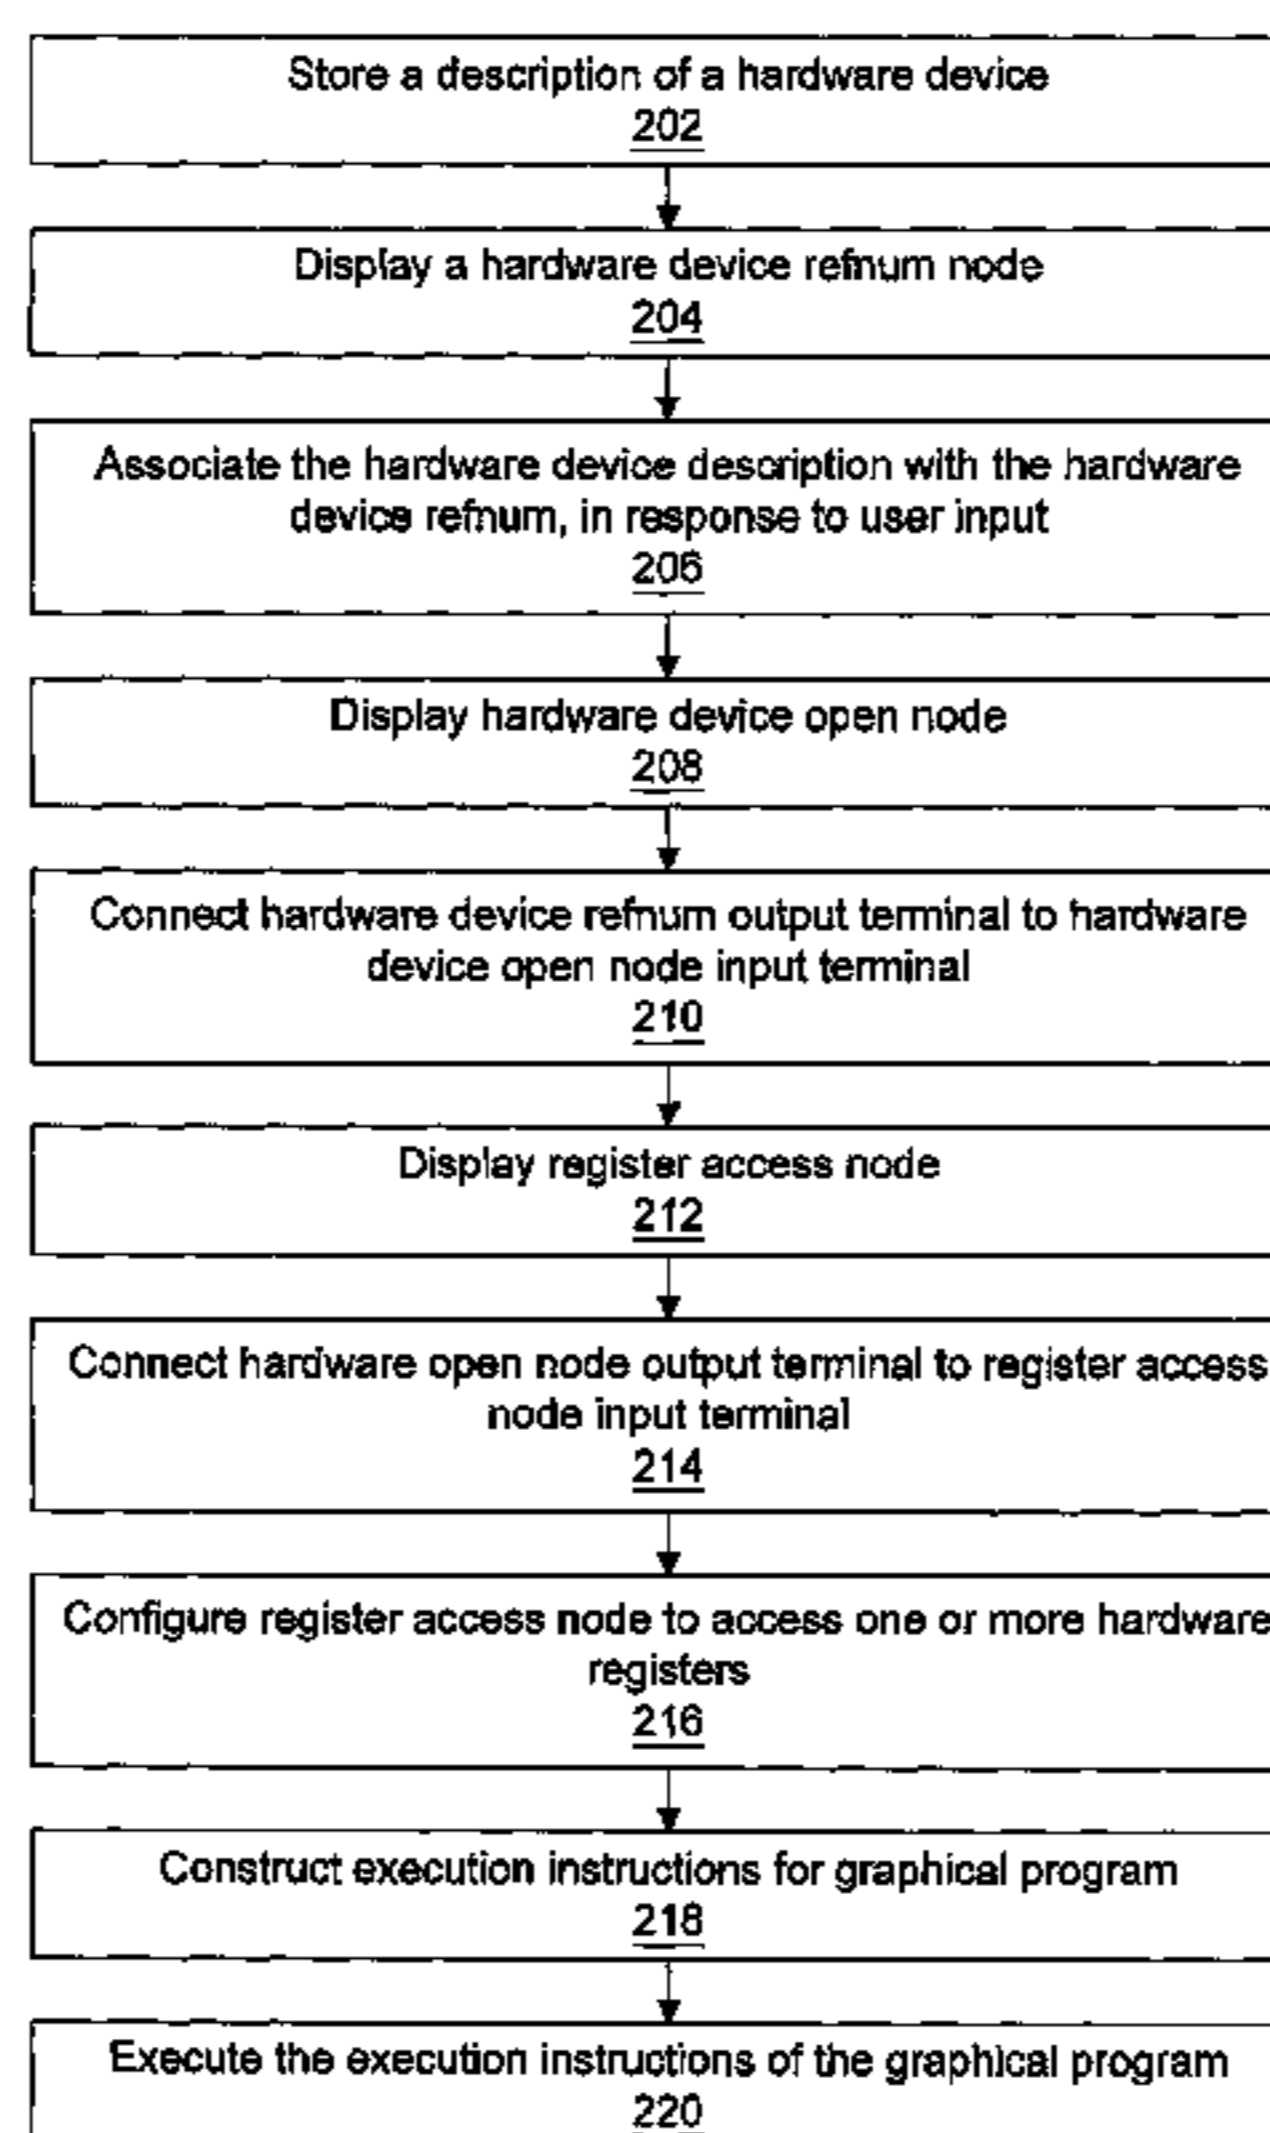 Store a description of a hardware device
202
Display a hardware device refnum node
204
Associate the hardware device description with the hardware
device refnum, in response to user input
206
Display hardware device open node
208
Connect hardware device refnum output terminal to hardware
device open node input terminal
210
Display register access node
212
Connect hardware open node output terminal to register access
node input terminal
214
Configure register access node to access one or more hardware
registers
216
Construct execution instructions for graphical program
218
Execute the execution instructions of the graphical program
220